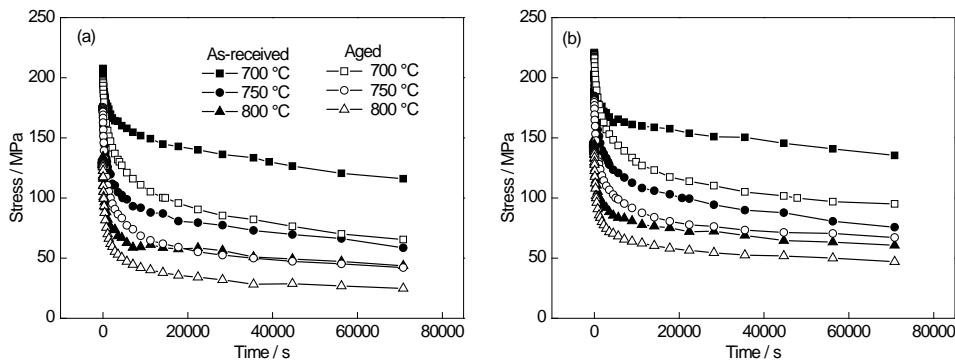 (a)
As-received
Aged
700 °C
700 °C
750 °C
750 °C
800 °C
800 °C
250
200
150
100
50
0
Stress / MPa
0
20000
40000
60000
80000
Time / s
(b)
250
200
150
100
50
0
Stress / MPa
0
20000
40000
60000
80000
Time / s